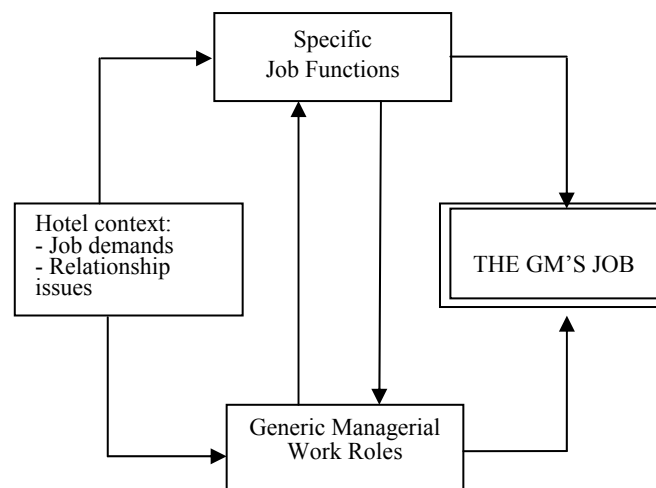 Specific
Job Functions
Hotel context:
- Job demands
- Relationship
issues
THE GM’S JOB
Generic Managerial
Work Roles